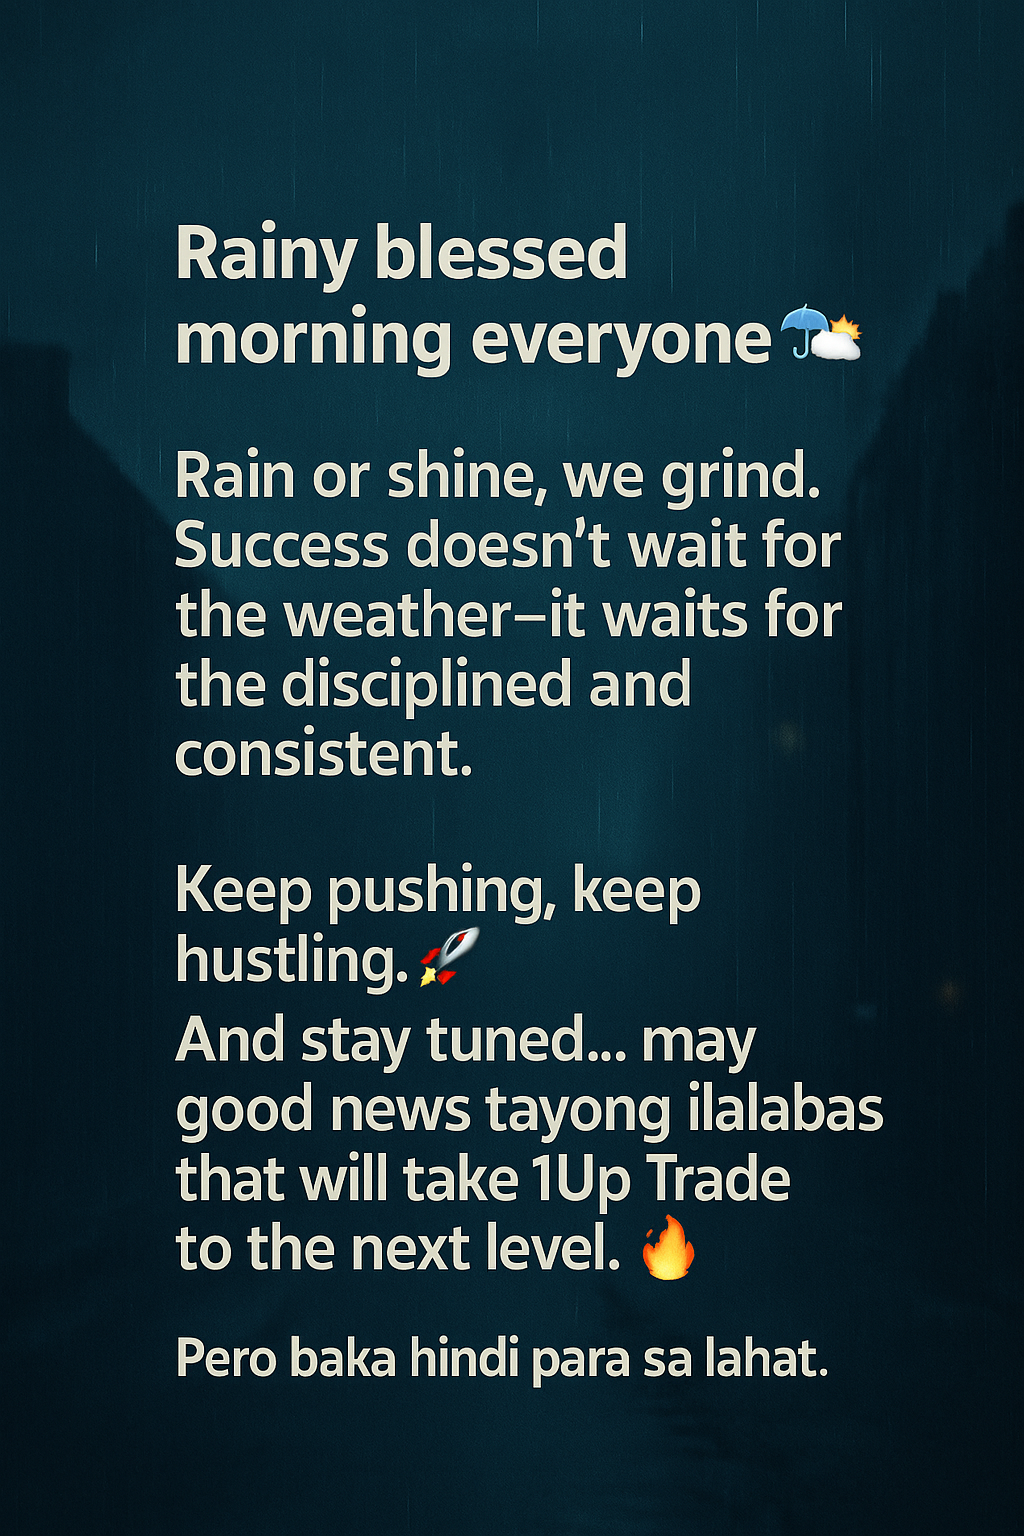 Rainy blessed
morning everyone☂️🌤️
Rain or shine, we grind.
Success doesn’t wait for
the weather–it waits for
the disciplined and
consistent.
Keep pushing, keep
hustling.🚀
And stay tuned... may
good news tayong ilalabas
that will take 1Up Trade
to the next level. 🔥
Pero baka hindi para sa lahat.